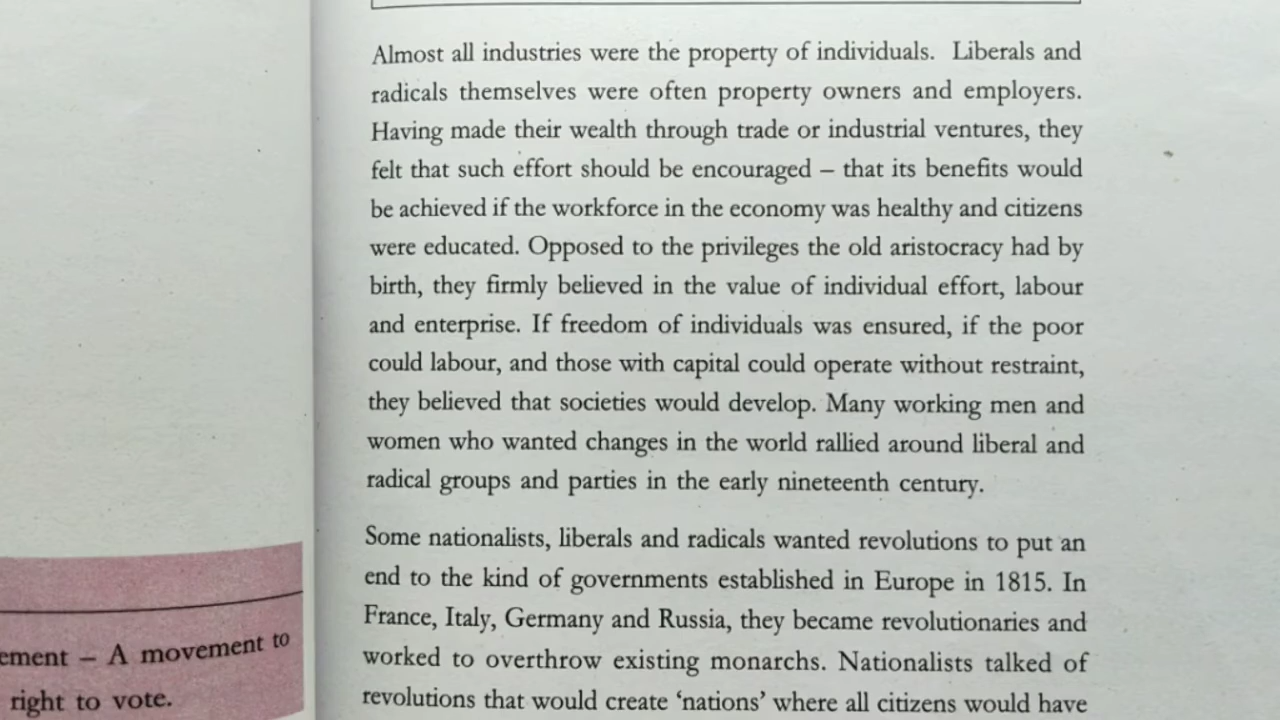 Almost all industries were the property of individuals. Liberals and
radicals themselves were often property owners and employers.
Having made their wealth through trade or industrial ventures, they
felt that such effort should be encouraged – that its benefits would
be achieved if the workforce in the economy was healthy and citizens
were educated. Opposed to the privileges the old aristocracy had by
birth, they firmly believed in the value of individual effort, labour
and enterprise. If freedom of individuals was ensured, if the poor
could labour, and those with capital could operate without restraint,
they believed that societies would develop. Many working men and
women who wanted changes in the world rallied around liberal and
radical groups and parties in the early nineteenth century.
Some nationalists, liberals and radicals wanted revolutions to put an
end to the kind of governments established in Europe in 1815. In
France, Italy, Germany and Russia, they became revolutionaries and
worked to overthrow existing monarchs. Nationalists talked of
revolutions that would create ‘nations’ where all citizens would have
ement – A movement to
right to vote.